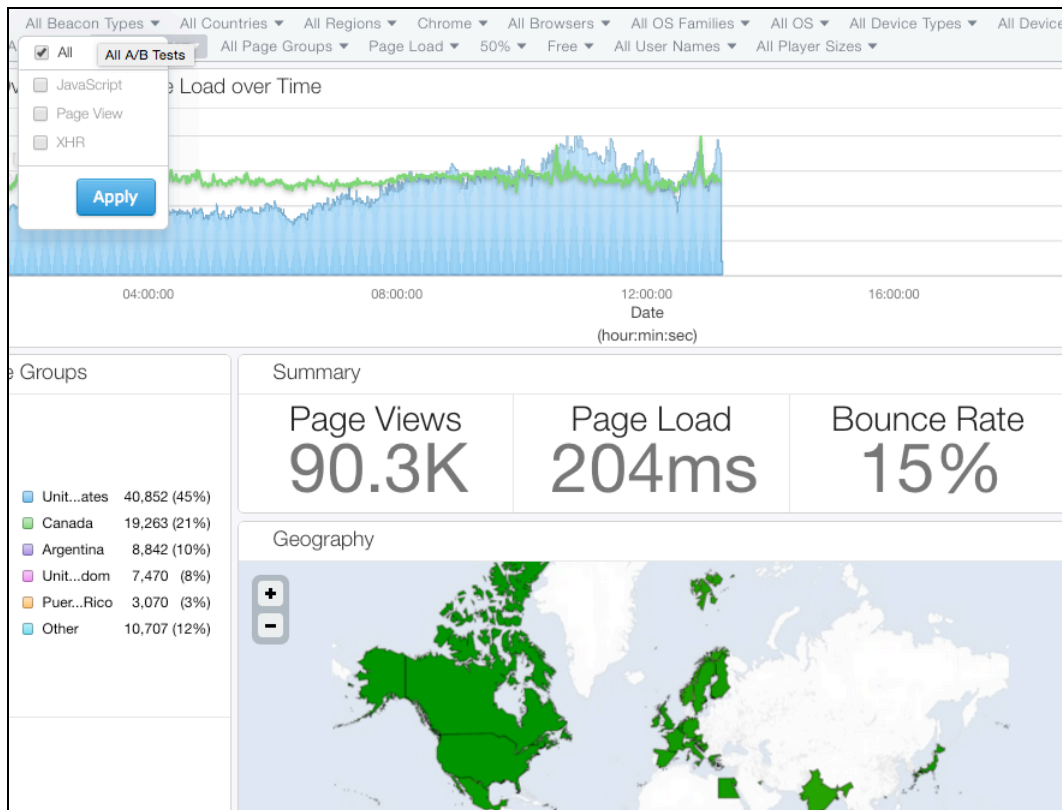 All Beacon Types All Countries All Regions Chrome All Browsers All OS Families All OS All Device Types All Device
All Page Groups Page Load 50% Free All User Names All Player Sizes
All
All A/B Tests
JavaScript
Page View
XHR
Apply
Load over Time
04:00:00 08:00:00 12:00:00 16:00:00
Date
(hour:min:sec)
Groups
Unit...ates 40,852 (45%)
Canada 19,263 (21%)
Argentina 8,842 (10%)
Unit...dom 7,470 (8%)
Puer...Rico 3,070 (3%)
Other 10,707 (12%)
Summary
Page Views
90.3K
Page Load
204ms
Bounce Rate
15%
Geography
+
−